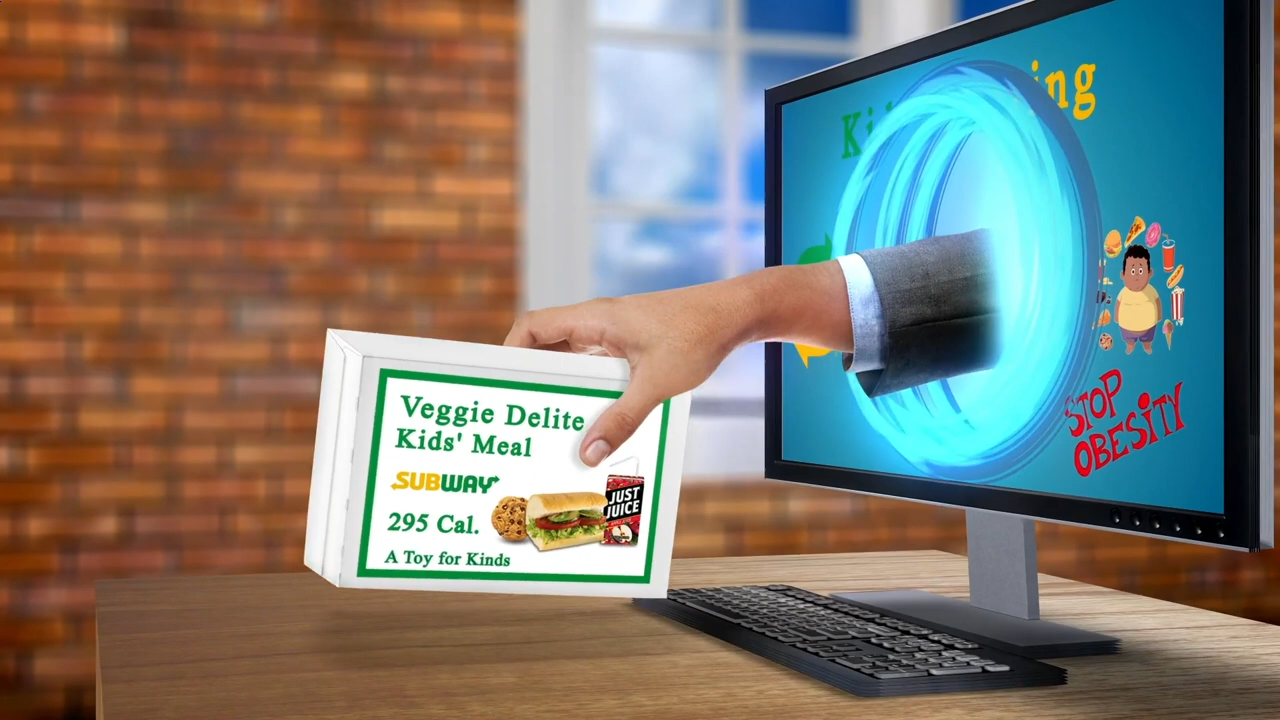 Veggie Delite
Kids' Meal
SUBWAY
295 Cal.
A Toy for Kinds
JUST
JUICE
STOP
OBESITY